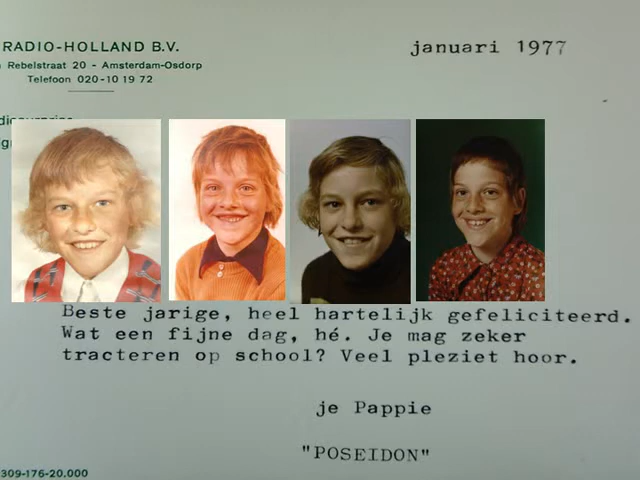 RADIO-HOLLAND B.V.
januari 1977
Rebelstraat 20 - Amsterdam-Osdorp
Telefoon 020-10 19 72
Beste jarige, heel hartelijk gefeliciteerd.
Wat een fijne dag, hé. Je mag zeker
tracteren op school? Veel pleziet hoor.
je Pappie
"POSEIDON"
309-176-20.000